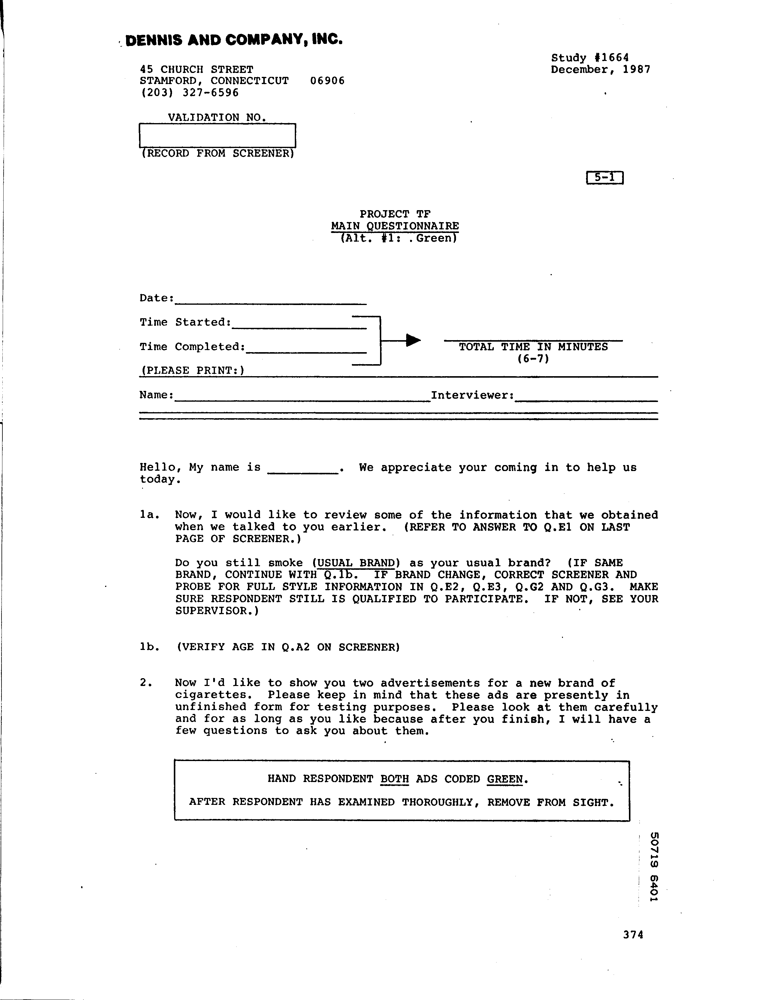 DENNIS AND COMPANY, INC.
Study #1664
December, 1987
45 CHURCH STREET
STAMFORD, CONNECTICUT 06906
(203) 327-6596
VALIDATION NO.
(RECORD FROM SCREENER)
5-1
PROJECT TF
MAIN QUESTIONNAIRE
(Alt. #1: .Green)
Date:
Time Started:
Time Completed:
TOTAL TIME IN MINUTES
(6-7)
(PLEASE PRINT:)
Name: Interviewer:
Hello, My name is __________. We appreciate your coming in to help us
today.
1a. Now, I would like to review some of the information that we obtained
when we talked to you earlier. (REFER TO ANSWER TO Q.E1 ON LAST
PAGE OF SCREENER.)
Do you still smoke (USUAL BRAND) as your usual brand? (IF SAME
BRAND, CONTINUE WITH Q.1b. IF BRAND CHANGE, CORRECT SCREENER AND
PROBE FOR FULL STYLE INFORMATION IN Q.E2, Q.E3, Q.G2 AND Q.G3. MAKE
SURE RESPONDENT STILL IS QUALIFIED TO PARTICIPATE. IF NOT, SEE YOUR
SUPERVISOR.)
1b. (VERIFY AGE IN Q.A2 ON SCREENER)
2. Now I'd like to show you two advertisements for a new brand of
cigarettes. Please keep in mind that these ads are presently in
unfinished form for testing purposes. Please look at them carefully
and for as long as you like because after you finish, I will have a
few questions to ask you about them.
HAND RESPONDENT BOTH ADS CODED GREEN.
AFTER RESPONDENT HAS EXAMINED THOROUGHLY, REMOVE FROM SIGHT.
50719 6401
374